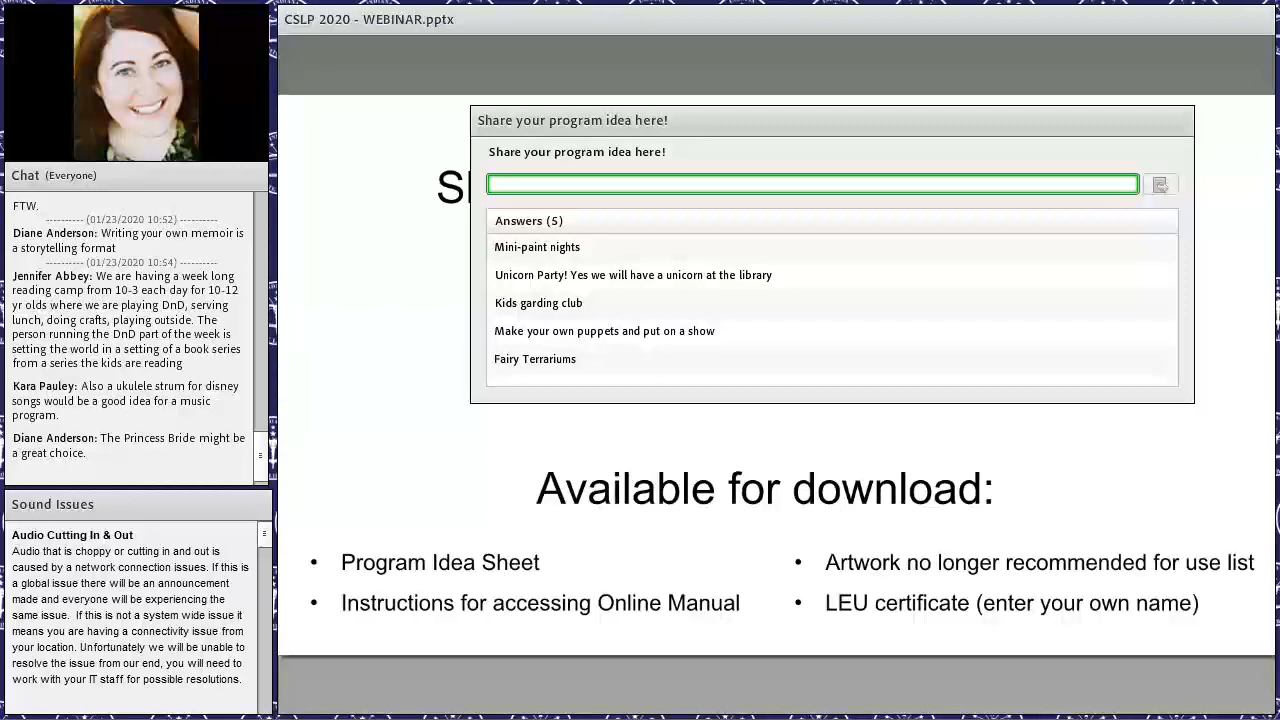 CSLP 2020 - WEBINAR.pptx
Chat (Everyone)
FTW.
---------- (01/23/2020 10:52) ----------
Diane Anderson: Writing your own memoir is
a storytelling format
---------- (01/23/2020 10:54) ----------
Jennifer Abbey: We are having a week long
reading camp from 10-3 each day for 10-12
yr olds where we are playing DnD, serving
lunch, doing crafts, playing outside. The
person running the DnD part of the week is
setting the world in a setting of a book series
from a series the kids are reading
Kara Pauley: Also a ukulele strum for disney
songs would be a good idea for a music
program.
Diane Anderson: The Princess Bride might be
a great choice.
Sound Issues
Audio Cutting In & Out
Audio that is choppy or cutting in and out is
caused by a network connection issues. If this is
a global issue there will be an announcement
made and everyone will be experiencing the
same issue.  If this is not a system wide issue it
means you are having a connectivity issue from
your location. Unfortunately we will be unable to
resolve the issue from our end, you will need to
work with your IT staff for possible resolutions.
Share your program idea here!
Share your program idea here!
Answers (5)
Mini-paint nights
Unicorn Party! Yes we will have a unicorn at the library
Kids garding club
Make your own puppets and put on a show
Fairy Terrariums
Available for download:
• Program Idea Sheet
• Instructions for accessing Online Manual
• Artwork no longer recommended for use list
• LEU certificate (enter your own name)